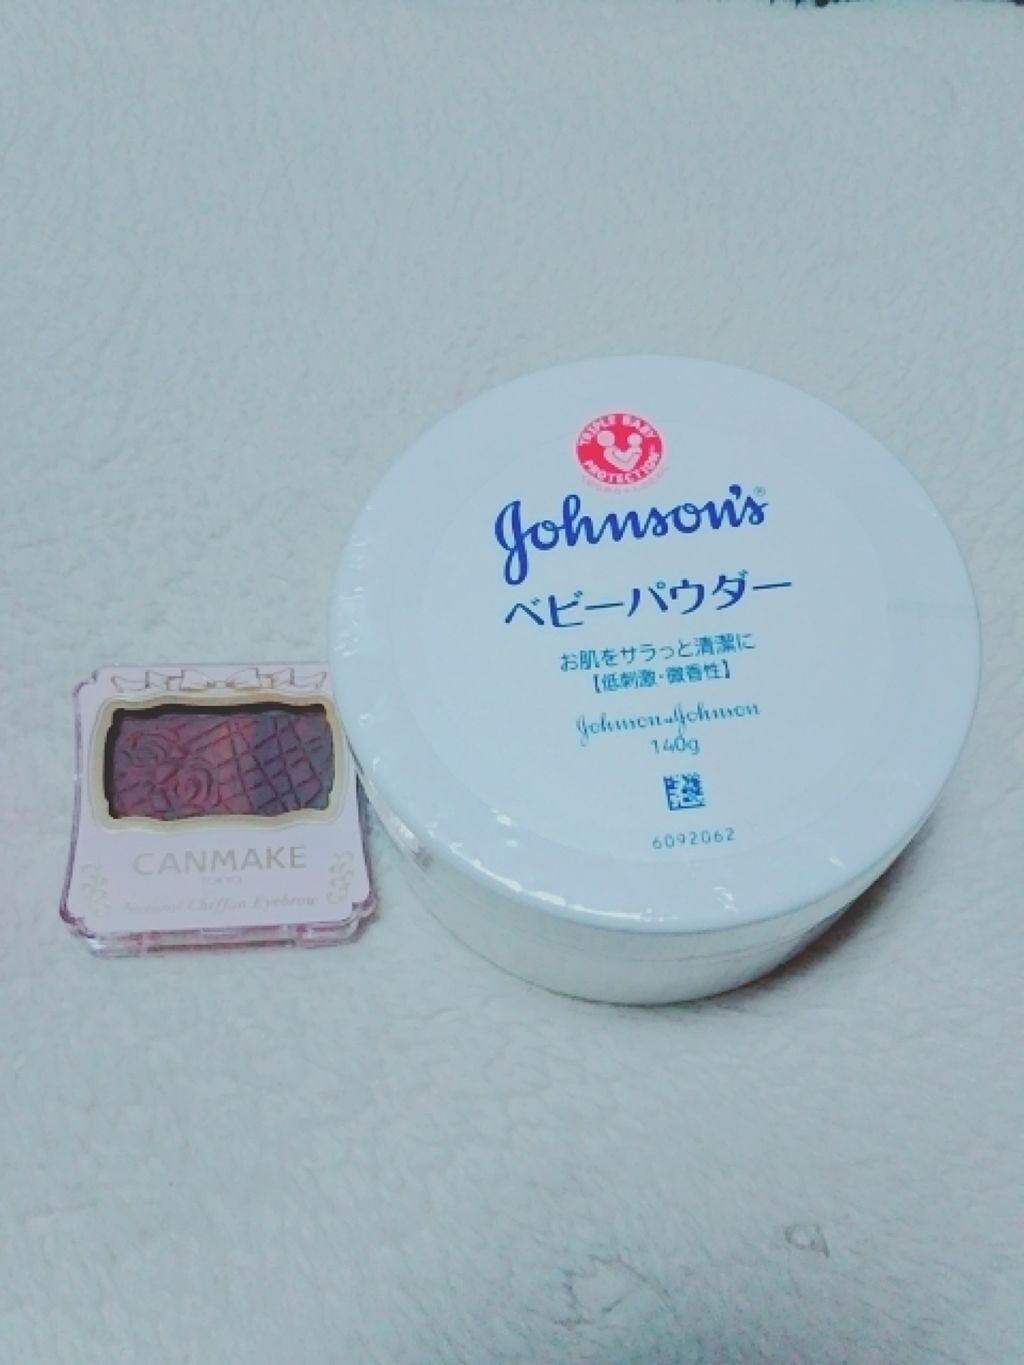 TRIPLE BABY
PROTECTION
Johnson's®
ベビーパウダー
お肌をサラっと清潔に
【低刺激・微香性】
Johnson & Johnson
140g
6092062
CANMAKE
TOKYO
Natural Chiffon Eyebrow